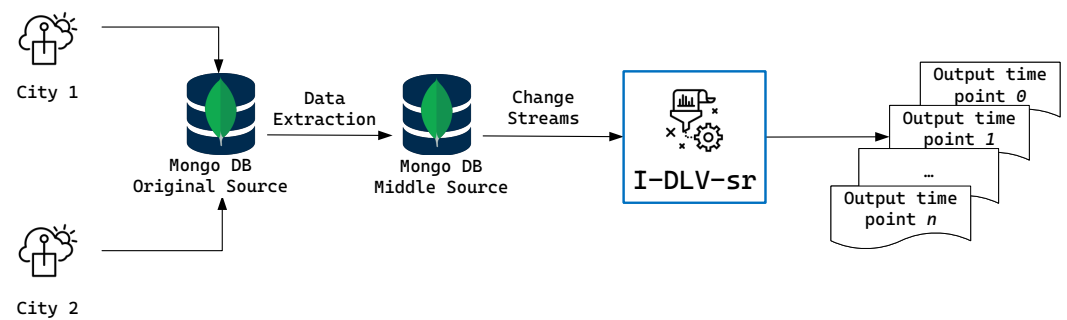 City 1
Mongo DB
Original Source
City 2
Data
Extraction
Mongo DB
Middle Source
Change
Streams
I-DLV-sr
Output time
point 0
Output time
point 1
…
Output time
point n